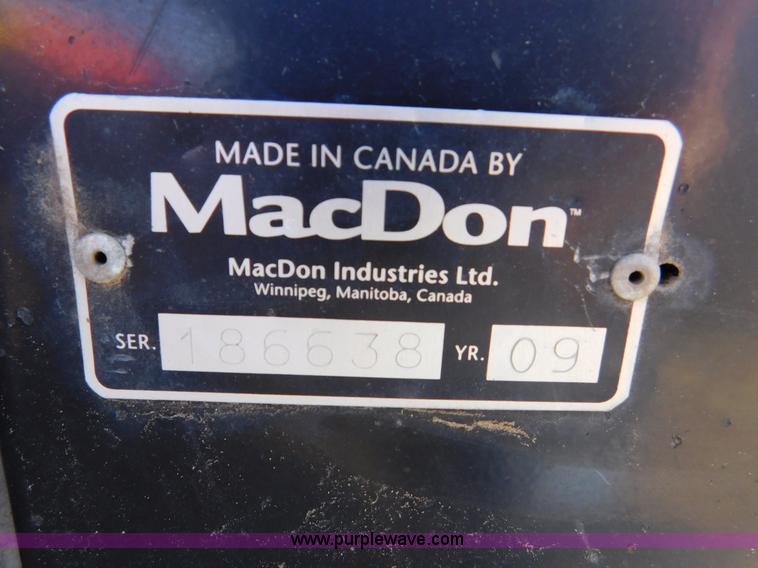 MADE IN CANADA BY
MacDon™
MacDon Industries Ltd.
Winnipeg, Manitoba, Canada
SER. 186638 YR. 09
www.purplewave.com